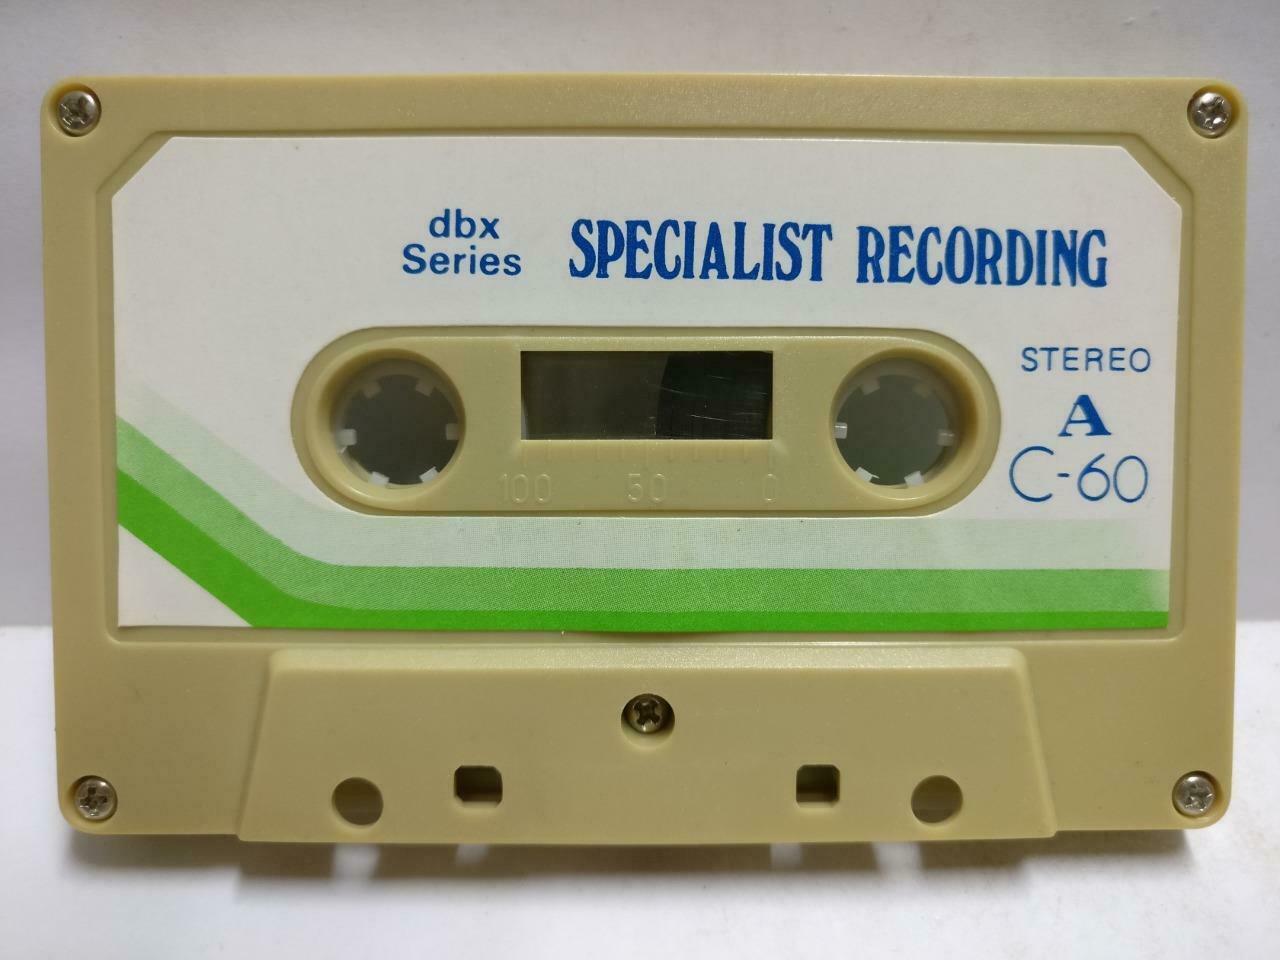 dbx
Series
SPECIALIST RECORDING
STEREO
A
C-60
100 50 0